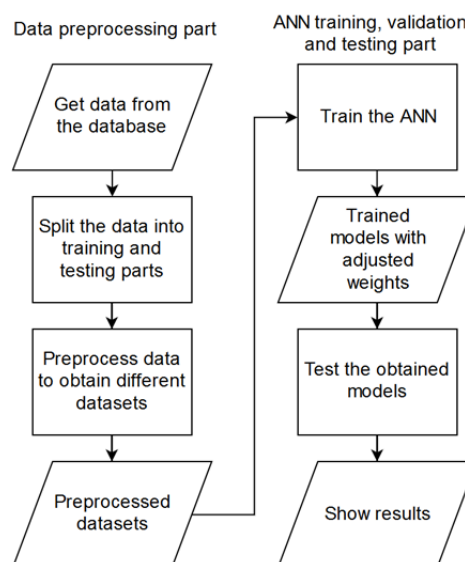 Data preprocessing part
Get data from
the database
Split the data into
training and
testing parts
Preprocess data
to obtain different
datasets
Preprocessed
datasets
ANN training, validation
and testing part
Train the ANN
Trained
models with
adjusted
weights
Test the obtained
models
Show results